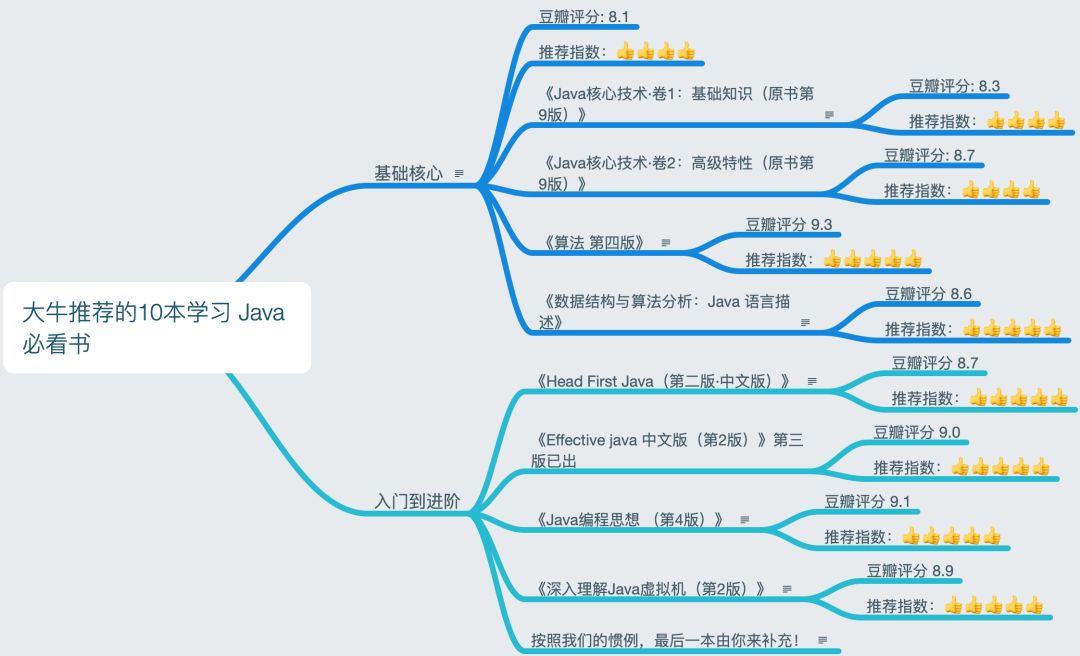 大牛推荐的10本学习 Java
必看书
基础核心
豆瓣评分: 8.1
推荐指数：👍👍👍👍
《Java核心技术·卷1：基础知识（原书第
9版）》
豆瓣评分: 8.3
推荐指数：👍👍👍👍
《Java核心技术·卷2：高级特性（原书第
9版）》
豆瓣评分: 8.7
推荐指数：👍👍👍👍
《算法 第四版》
豆瓣评分 9.3
推荐指数：👍👍👍👍👍
《数据结构与算法分析：Java 语言描
述》
豆瓣评分 8.6
推荐指数：👍👍👍👍👍
入门到进阶
《Head First Java（第二版·中文版）》
豆瓣评分 8.7
推荐指数：👍👍👍👍👍
《Effective java 中文版（第2版）》第三
版已出
豆瓣评分 9.0
推荐指数：👍👍👍👍👍
《Java编程思想 （第4版）》
豆瓣评分 9.1
推荐指数：👍👍👍👍👍
《深入理解Java虚拟机（第2版）》
豆瓣评分 8.9
推荐指数：👍👍👍👍👍
按照我们的惯例，最后一本由你来补充！